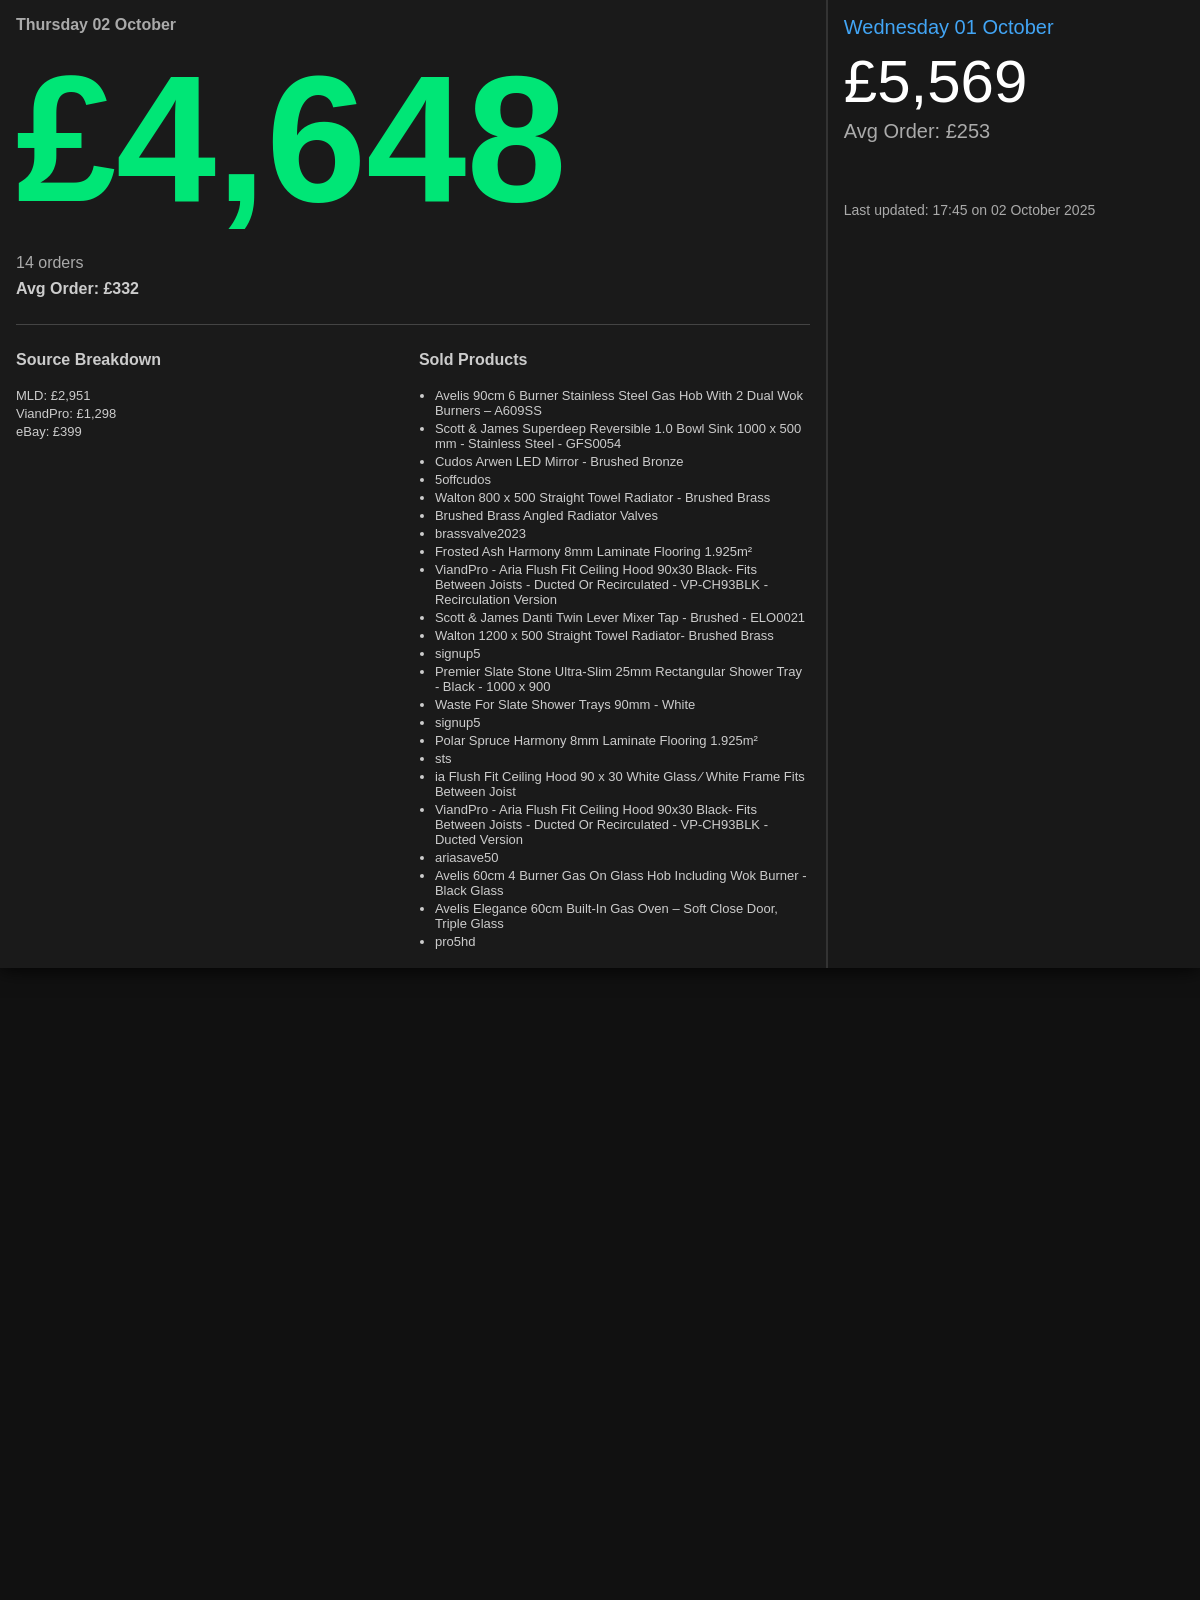 Thursday 02 October
£4,648
14 orders
Avg Order: £332
Source Breakdown
MLD: £2,951
ViandPro: £1,298
eBay: £399
Sold Products
Avelis 90cm 6 Burner Stainless Steel Gas Hob With 2 Dual Wok
Burners – A609SS
Scott & James Superdeep Reversible 1.0 Bowl Sink 1000 x 500
mm - Stainless Steel - GFS0054
Cudos Arwen LED Mirror - Brushed Bronze
5offcudos
Walton 800 x 500 Straight Towel Radiator - Brushed Brass
Brushed Brass Angled Radiator Valves
brassvalve2023
Frosted Ash Harmony 8mm Laminate Flooring 1.925m²
ViandPro - Aria Flush Fit Ceiling Hood 90x30 Black- Fits
Between Joists - Ducted Or Recirculated - VP-CH93BLK -
Recirculation Version
Scott & James Danti Twin Lever Mixer Tap - Brushed - ELO0021
Walton 1200 x 500 Straight Towel Radiator- Brushed Brass
signup5
Premier Slate Stone Ultra-Slim 25mm Rectangular Shower Tray
- Black - 1000 x 900
Waste For Slate Shower Trays 90mm - White
signup5
Polar Spruce Harmony 8mm Laminate Flooring 1.925m²
sts
ia Flush Fit Ceiling Hood 90 x 30 White Glass ⁄ White Frame Fits
Between Joist
ViandPro - Aria Flush Fit Ceiling Hood 90x30 Black- Fits
Between Joists - Ducted Or Recirculated - VP-CH93BLK -
Ducted Version
ariasave50
Avelis 60cm 4 Burner Gas On Glass Hob Including Wok Burner -
Black Glass
Avelis Elegance 60cm Built-In Gas Oven – Soft Close Door,
Triple Glass
pro5hd
Wednesday 01 October
£5,569
Avg Order: £253
Last updated: 17:45 on 02 October 2025